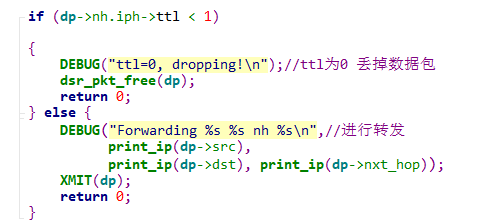 if (dp->nh.iph->ttl < 1)
{
DEBUG("ttl=0, dropping!\n");//ttl为0 丢掉数据包
dsr_pkt_free(dp);
return 0;
} else {
DEBUG("Forwarding %s %s nh %s\n",//进行转发
print_ip(dp->src),
print_ip(dp->dst), print_ip(dp->nxt_hop));
XMIT(dp);
return 0;
}